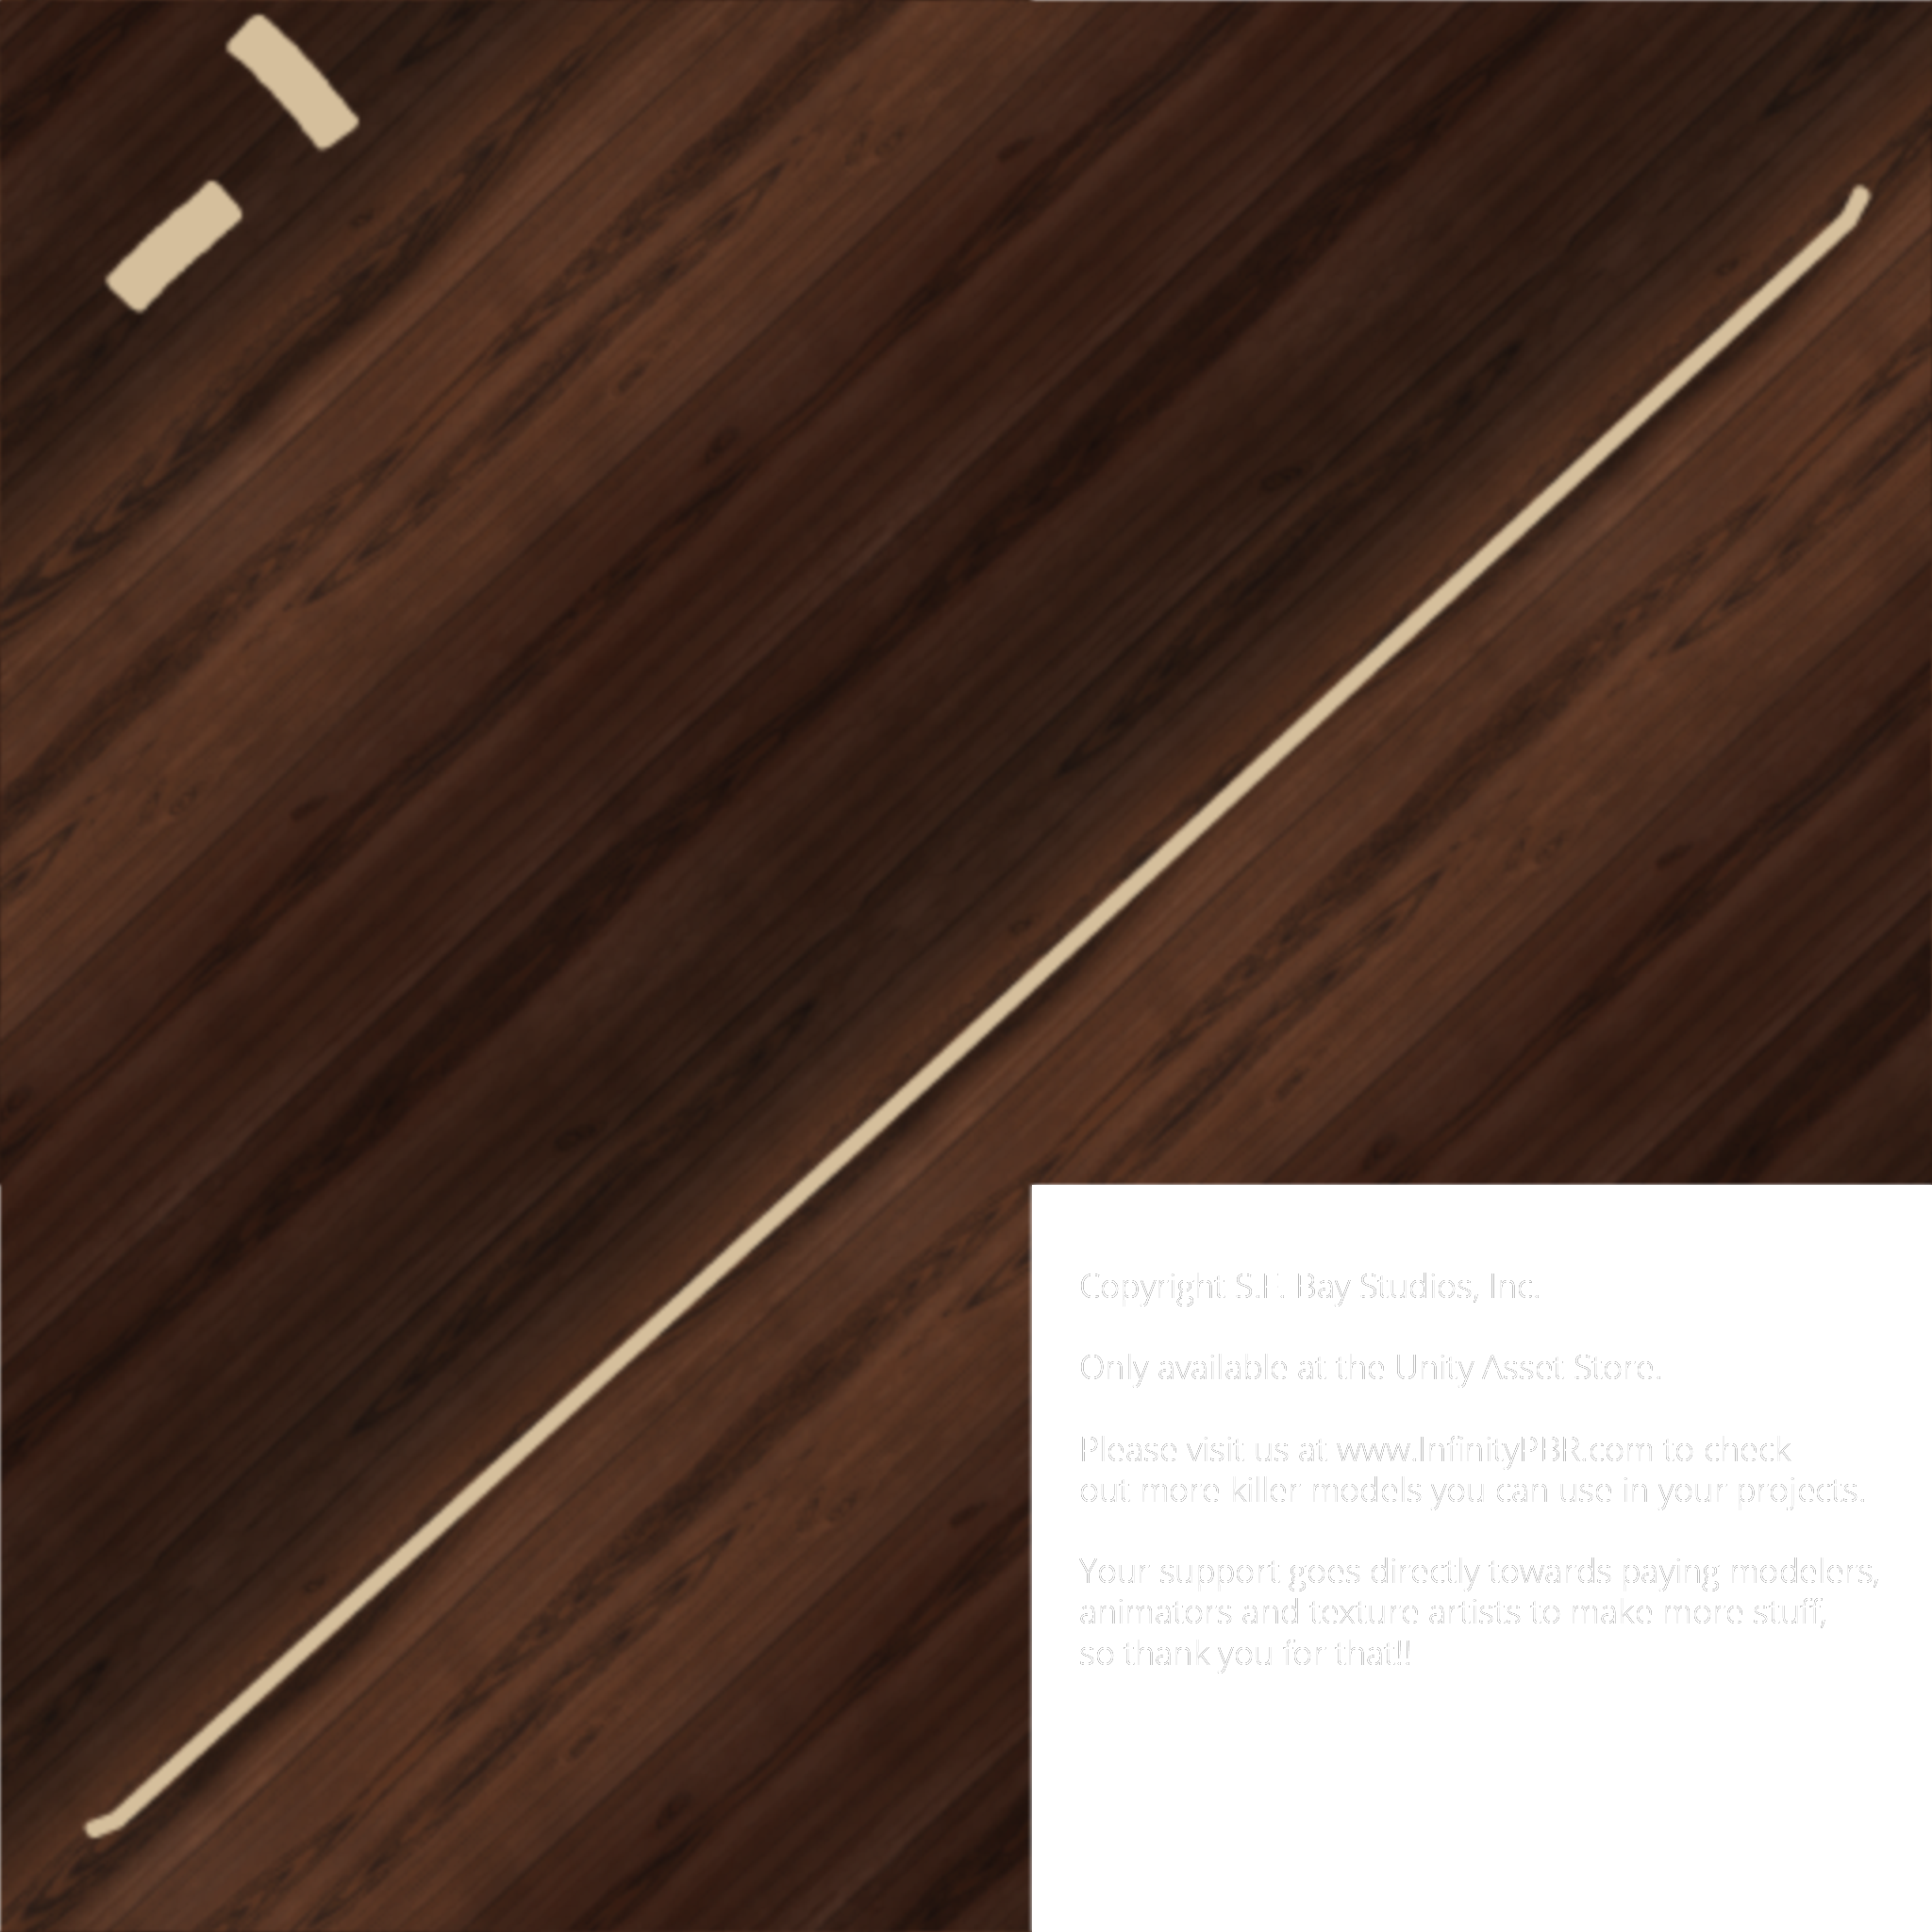 Copyright S.F. Bay Studios, Inc.
Only available at the Unity Asset Store.
Please visit us at www.InfinityPBR.com to check
out more killer models you can use in your projects.
Your support goes directly towards paying modelers,
animators and texture artists to make more stuff,
so thank you for that!!